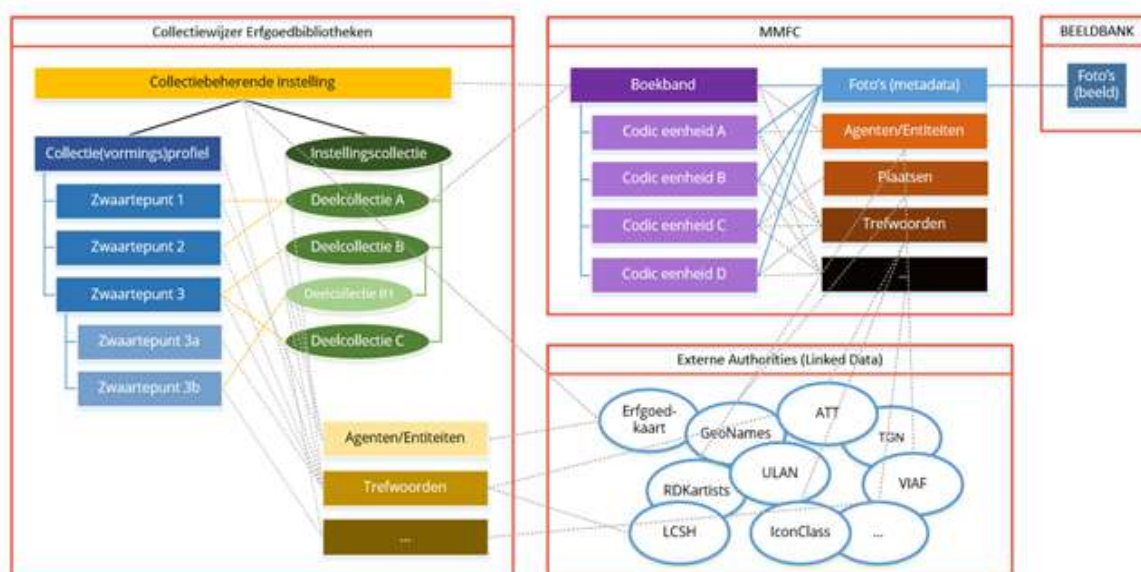 Collectiewijzer Erfgoedbibliotheken
Collectiebeherende instelling
Collectie(vormings)profiel
Zwaartepunt 1
Zwaartepunt 2
Zwaartepunt 3
Zwaartepunt 3a
Zwaartepunt 3b
Instellingscollectie
Deelcollectie A
Deelcollectie B
Deelcollectie B1
Deelcollectie C
Agenten/Entiteiten
Trefwoorden
...
MMFC
Boekband
Codic eenheid A
Codic eenheid B
Codic eenheid C
Codic eenheid D
Foto's (metadata)
Agenten/Entiteiten
Plaatsen
Trefwoorden
...
BEELDBANK
Foto's
(beeld)
Externe Authorities (Linked Data)
Erfgoed-
kaart
GeoNames
ATT
TGN
RDKartists
ULAN
VIAF
LCSH
IconClass
...